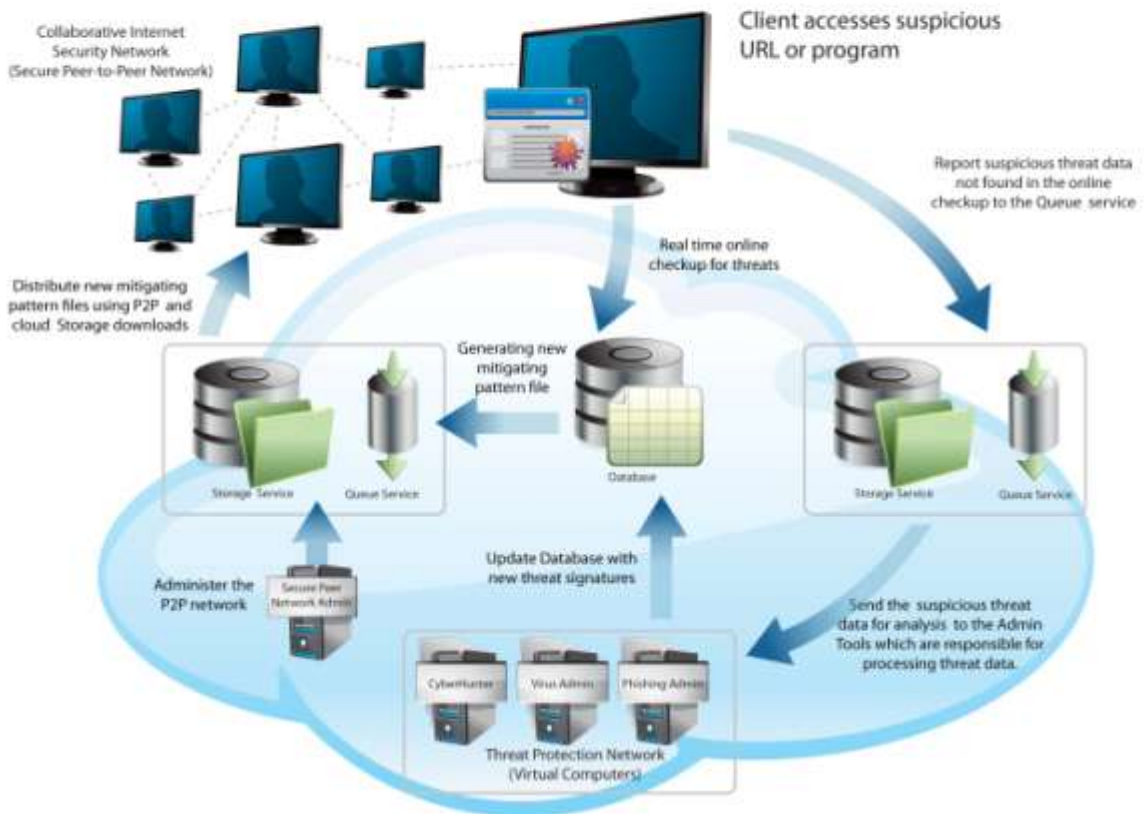 Collaborative Internet
Security Network
(Secure Peer-to-Peer Network)
Client accesses suspicious
URL or program
Report suspicious threat data
not found in the online
checkup to the Queue service
Real time online
checkup for threats
Distribute new mitigating
pattern files using P2P and
cloud Storage downloads
Generating new
mitigating
pattern file
Storage Service
Queue Service
Database
Storage Service
Queue Service
Administer the
P2P network
Secure Peer
Network Admin
Update Database with
new threat signatures
Send the suspicious threat
data for analysis to the Admin
Tools which are responsible for
processing threat data.
CyberHunter
Virus Admin
Phishing Admin
Threat Protection Network
(Virtual Computers)